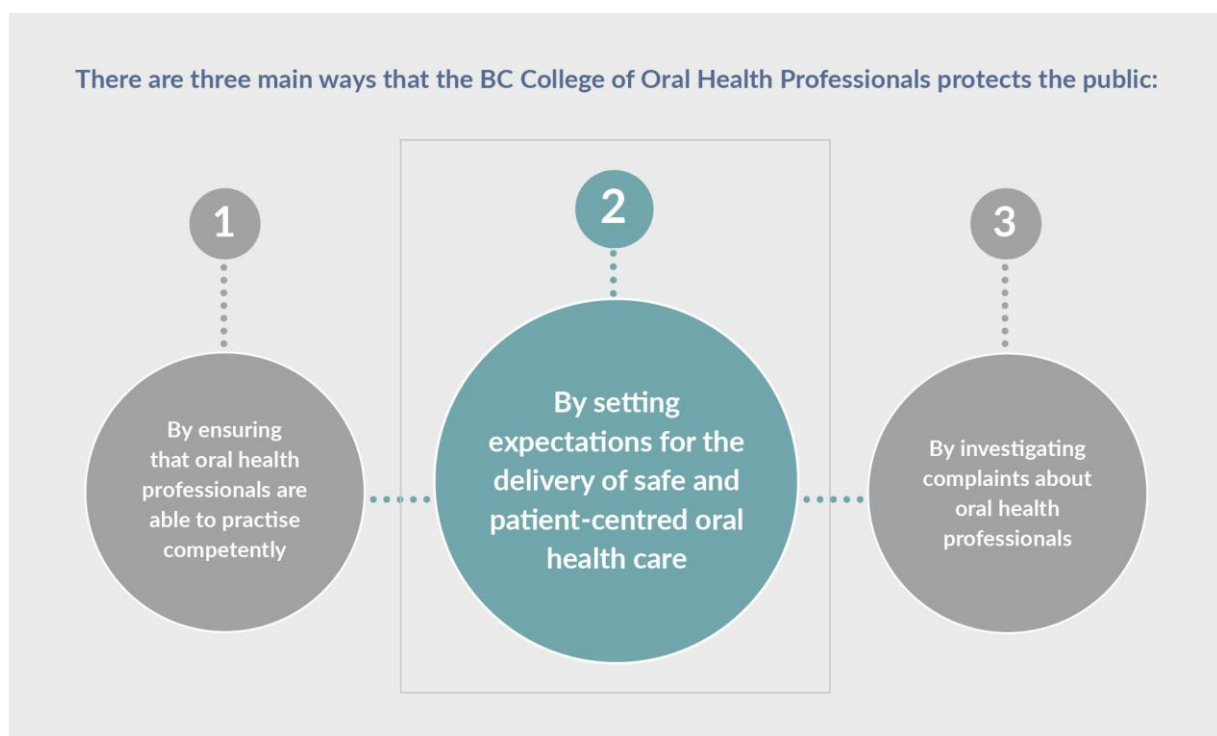 There are three main ways that the BC College of Oral Health Professionals protects the public:
1
By ensuring
that oral health
professionals are
able to practise
competently
2
By setting
expectations for the
delivery of safe and
patient-centred oral
health care
3
By investigating
complaints about
oral health
professionals